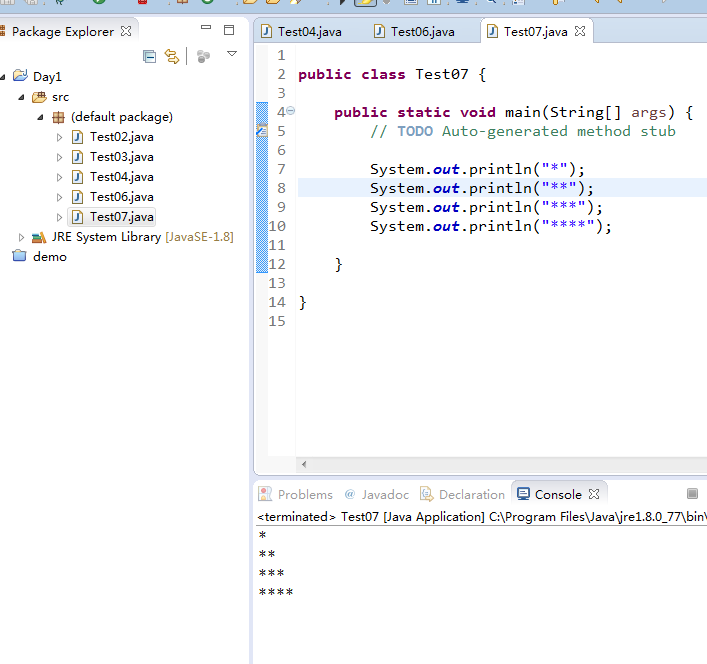 Package Explorer
Day1
src
(default package)
Test02.java
Test03.java
Test04.java
Test06.java
Test07.java
JRE System Library [JavaSE-1.8]
demo
Test04.java Test06.java Test07.java
1
2 public class Test07 {
3
4 public static void main(String[] args) {
5 // TODO Auto-generated method stub
6
7 System.out.println("*");
8 System.out.println("**");
9 System.out.println("***");
10 System.out.println("****");
11
12 }
13
14 }
15
Problems @ Javadoc Declaration Console
<terminated> Test07 [Java Application] C:\Program Files\Java\jre1.8.0_77\bin\
*
**
***
****